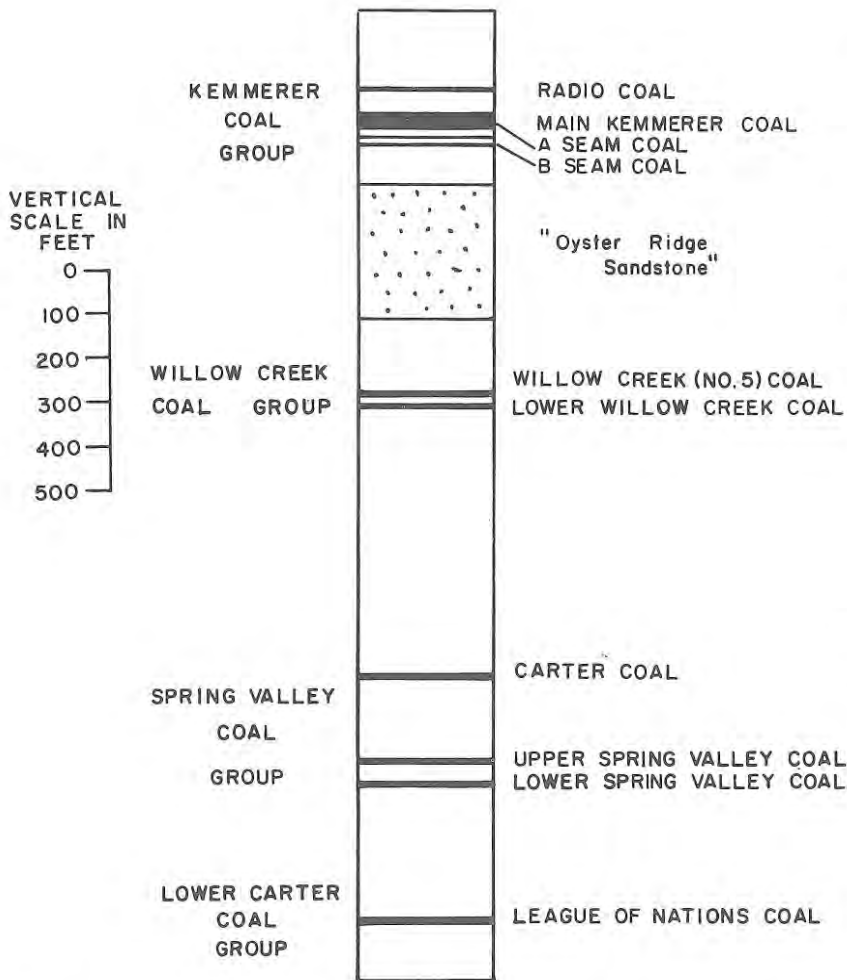 KEMMERER
COAL
GROUP
RADIO COAL
MAIN KEMMERER COAL
A SEAM COAL
B SEAM COAL
VERTICAL
SCALE IN
FEET
0
100
200
300
400
500
"Oyster Ridge
Sandstone"
WILLOW CREEK
COAL GROUP
WILLOW CREEK (NO. 5) COAL
LOWER WILLOW CREEK COAL
SPRING VALLEY
COAL
GROUP
CARTER COAL
UPPER SPRING VALLEY COAL
LOWER SPRING VALLEY COAL
LOWER CARTER
COAL
GROUP
LEAGUE OF NATIONS COAL